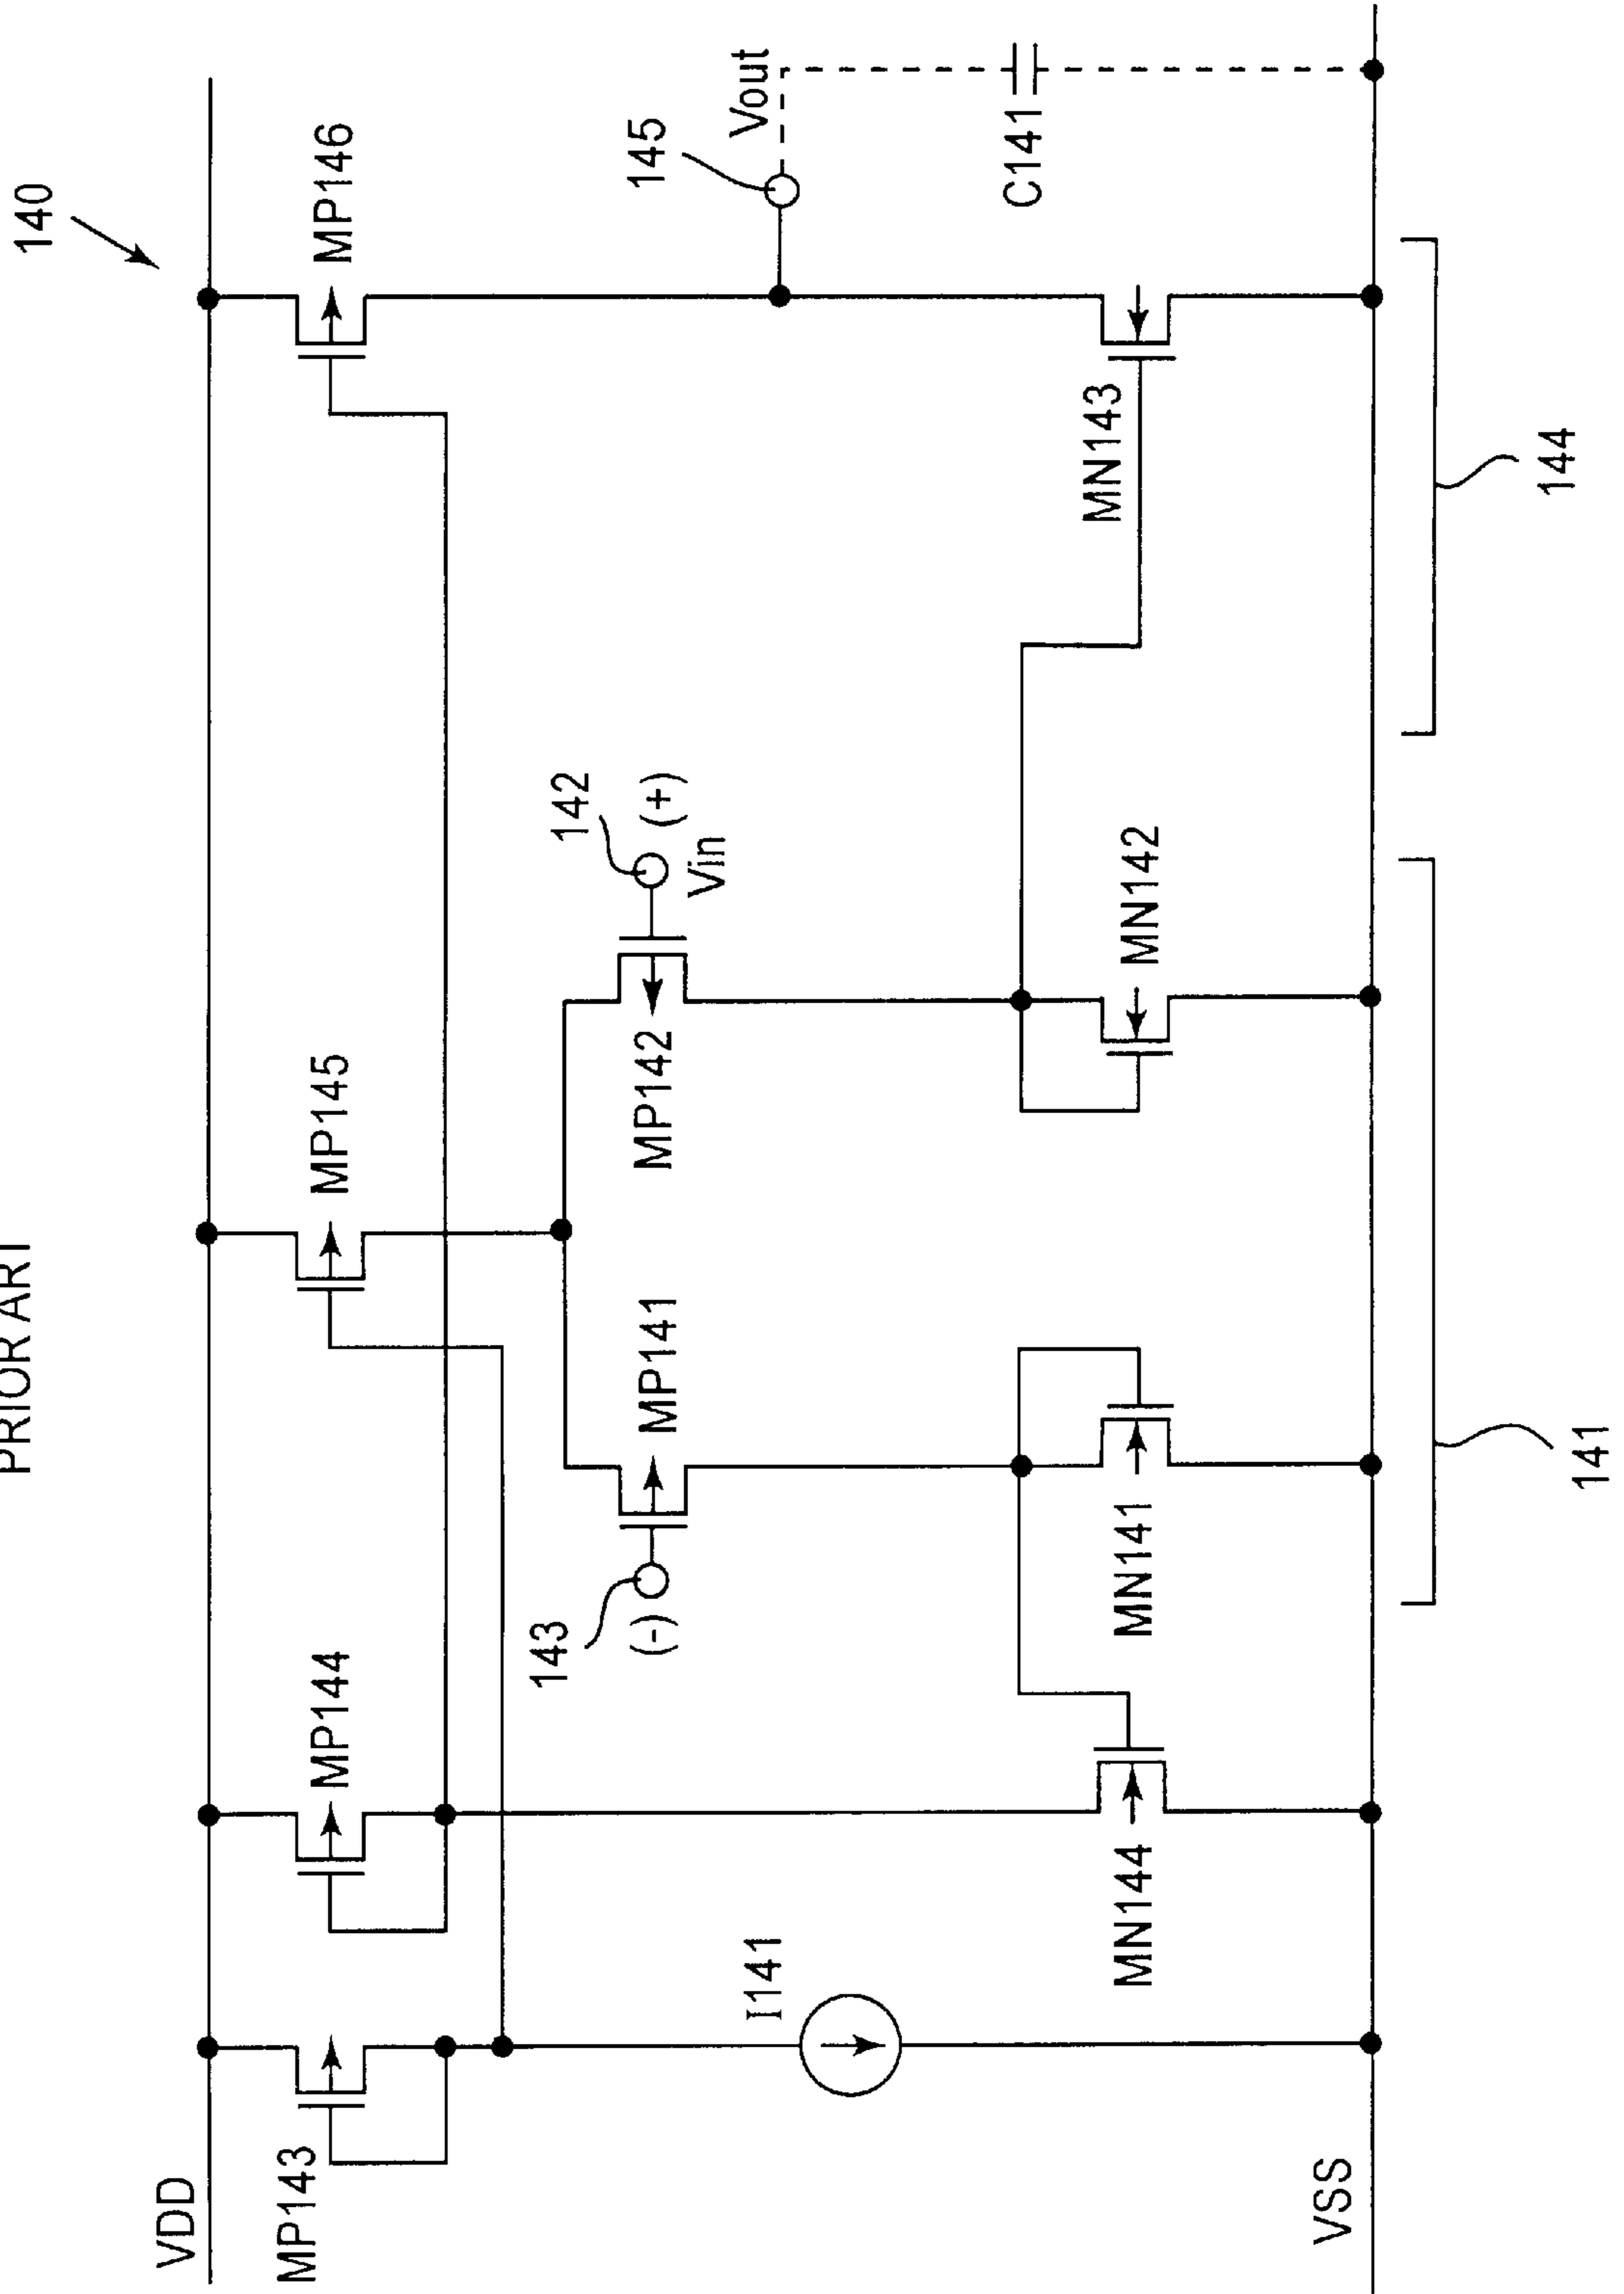 PRIOR ART
140
VDD
MP143
MP144
MP145
MP146
143
(-)
MP141
MP142
142
(+)
Vin
145
Vout
I141
C141
MN144
MN141
MN142
MN143
VSS
141
144